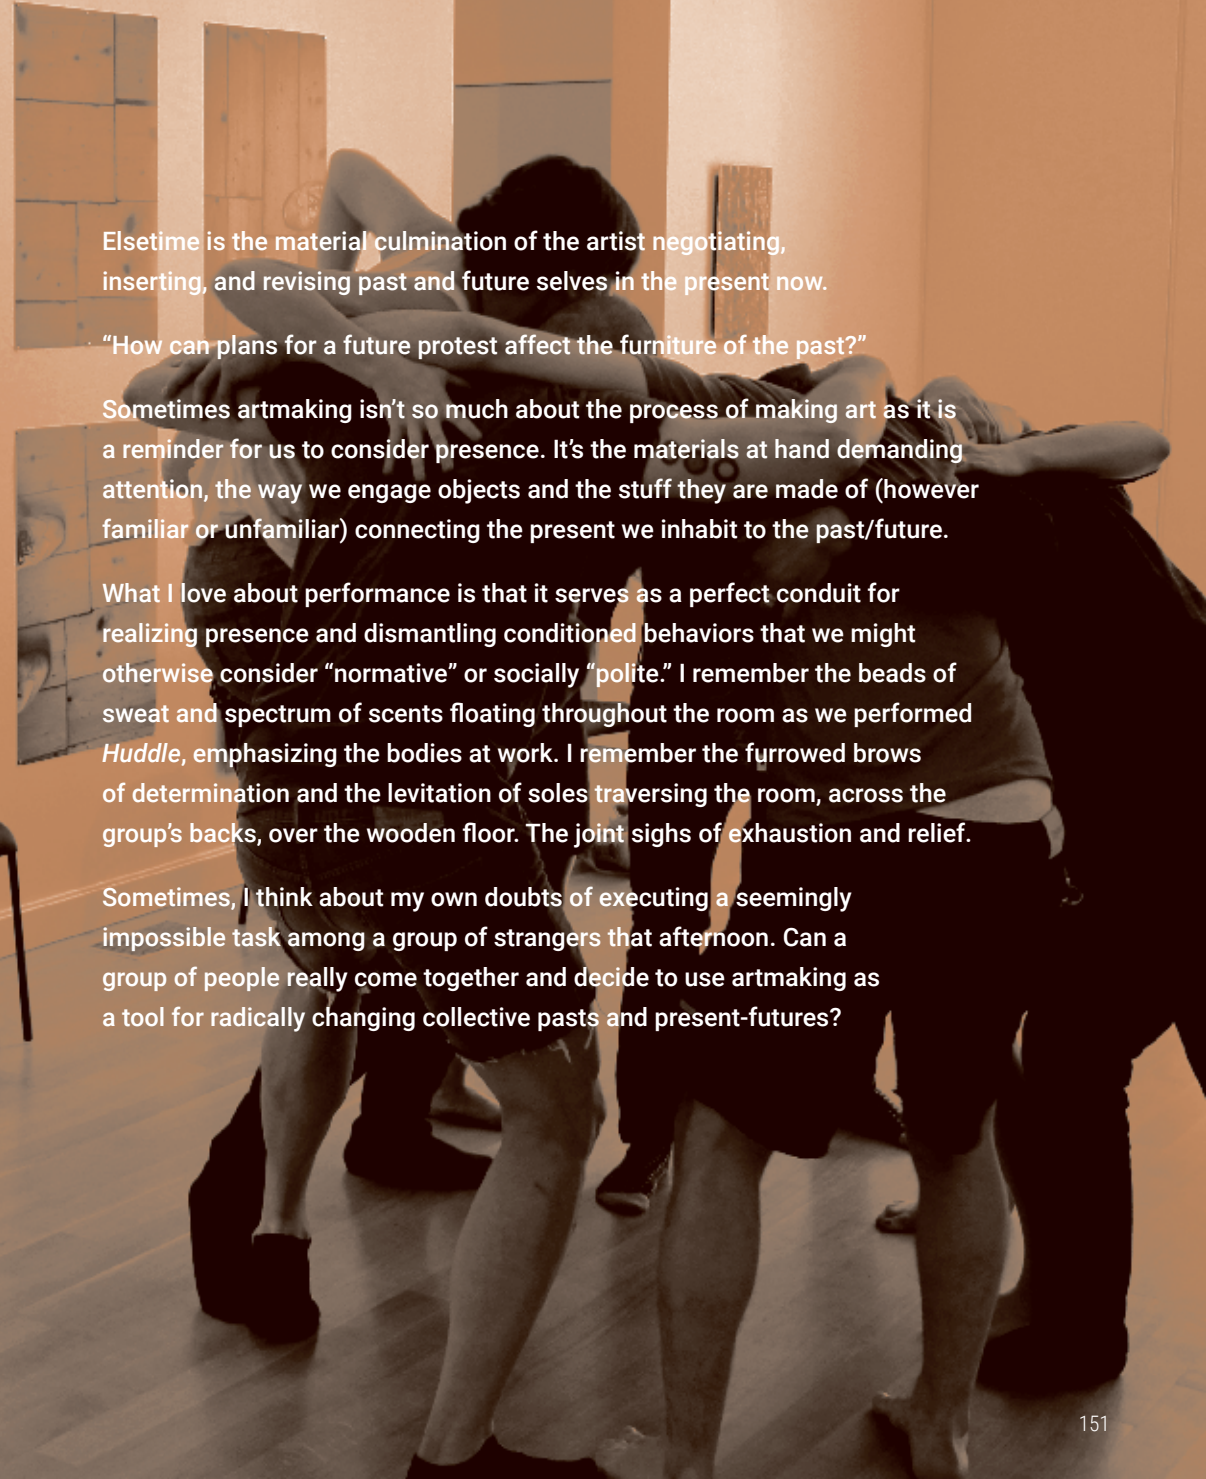 Elsetime is the material culmination of the artist negotiating,
inserting, and revising past and future selves in the present now.
“How can plans for a future protest affect the furniture of the past?”
Sometimes artmaking isn’t so much about the process of making art as it is
a reminder for us to consider presence. It’s the materials at hand demanding
attention, the way we engage objects and the stuff they are made of (however
familiar or unfamiliar) connecting the present we inhabit to the past/future.
What I love about performance is that it serves as a perfect conduit for
realizing presence and dismantling conditioned behaviors that we might
otherwise consider “normative” or socially “polite.” I remember the beads of
sweat and spectrum of scents floating throughout the room as we performed
Huddle, emphasizing the bodies at work. I remember the furrowed brows
of determination and the levitation of soles traversing the room, across the
group’s backs, over the wooden floor. The joint sighs of exhaustion and relief.
Sometimes, I think about my own doubts of executing a seemingly
impossible task among a group of strangers that afternoon. Can a
group of people really come together and decide to use artmaking as
a tool for radically changing collective pasts and present-futures?
151